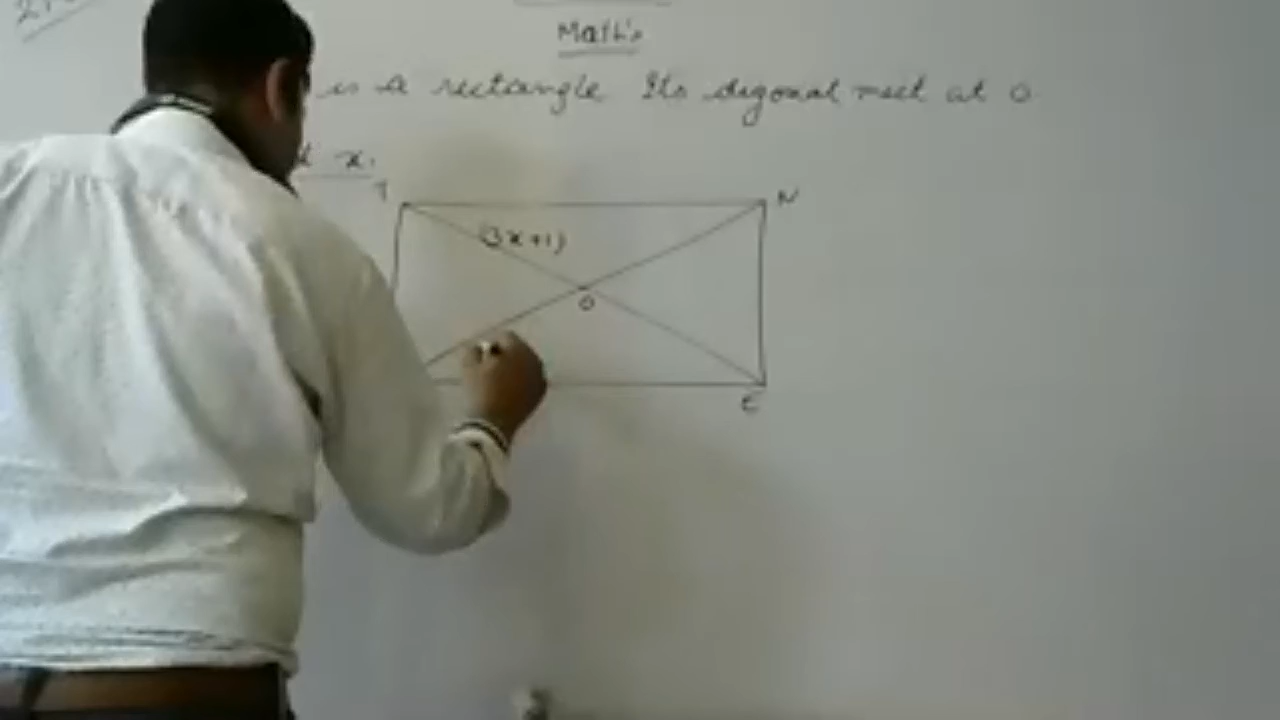 Math's
is a rectangle Its digonal meet at O
x.
T
N
(3x+1)
O
E